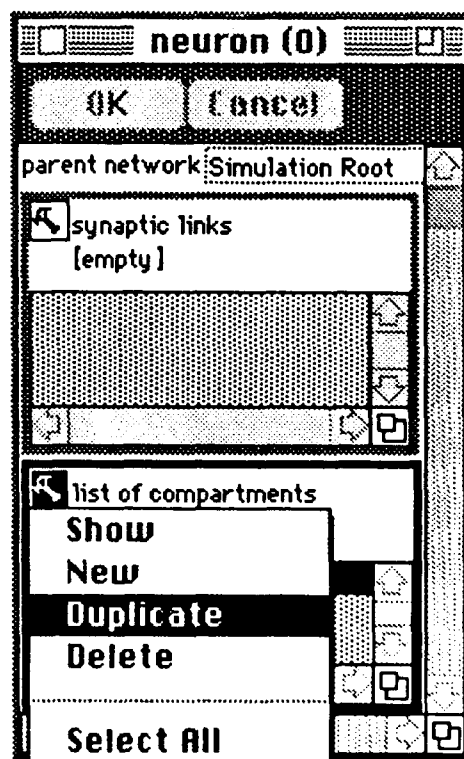 neuron (0)
OK Cancel
parent network Simulation Root
synaptic links
[empty]
list of compartments
Show
New
Duplicate
Delete
Select All